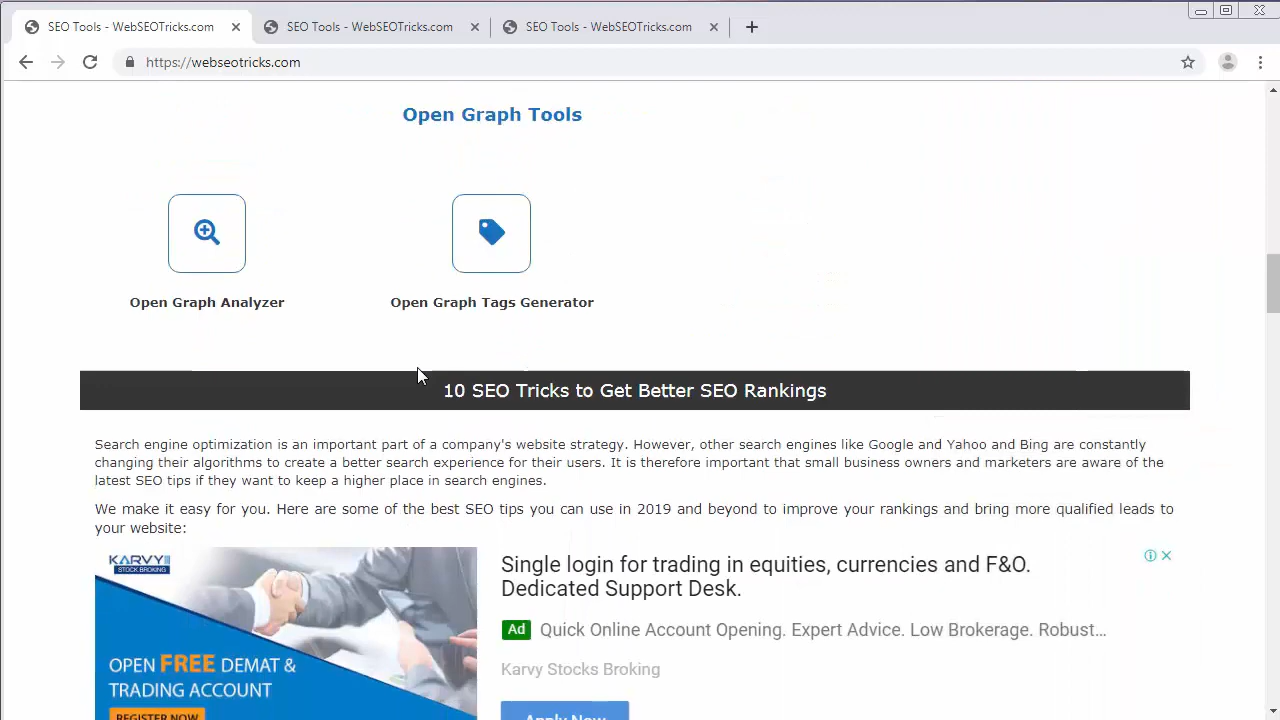 SEO Tools - WebSEOTricks.com
SEO Tools - WebSEOTricks.com
SEO Tools - WebSEOTricks.com
https://webseotricks.com
Open Graph Tools
Open Graph Analyzer
Open Graph Tags Generator
10 SEO Tricks to Get Better SEO Rankings
Search engine optimization is an important part of a company's website strategy. However, other search engines like Google and Yahoo and Bing are constantly
changing their algorithms to create a better search experience for their users. It is therefore important that small business owners and marketers are aware of the
latest SEO tips if they want to keep a higher place in search engines.
We make it easy for you. Here are some of the best SEO tips you can use in 2019 and beyond to improve your rankings and bring more qualified leads to
your website:
KARVY
STOCK BROKING
OPEN FREE DEMAT &
TRADING ACCOUNT
REGISTER NOW
Single login for trading in equities, currencies and F&O.
Dedicated Support Desk.
Ad Quick Online Account Opening. Expert Advice. Low Brokerage. Robust...
Karvy Stocks Broking
Apply Now